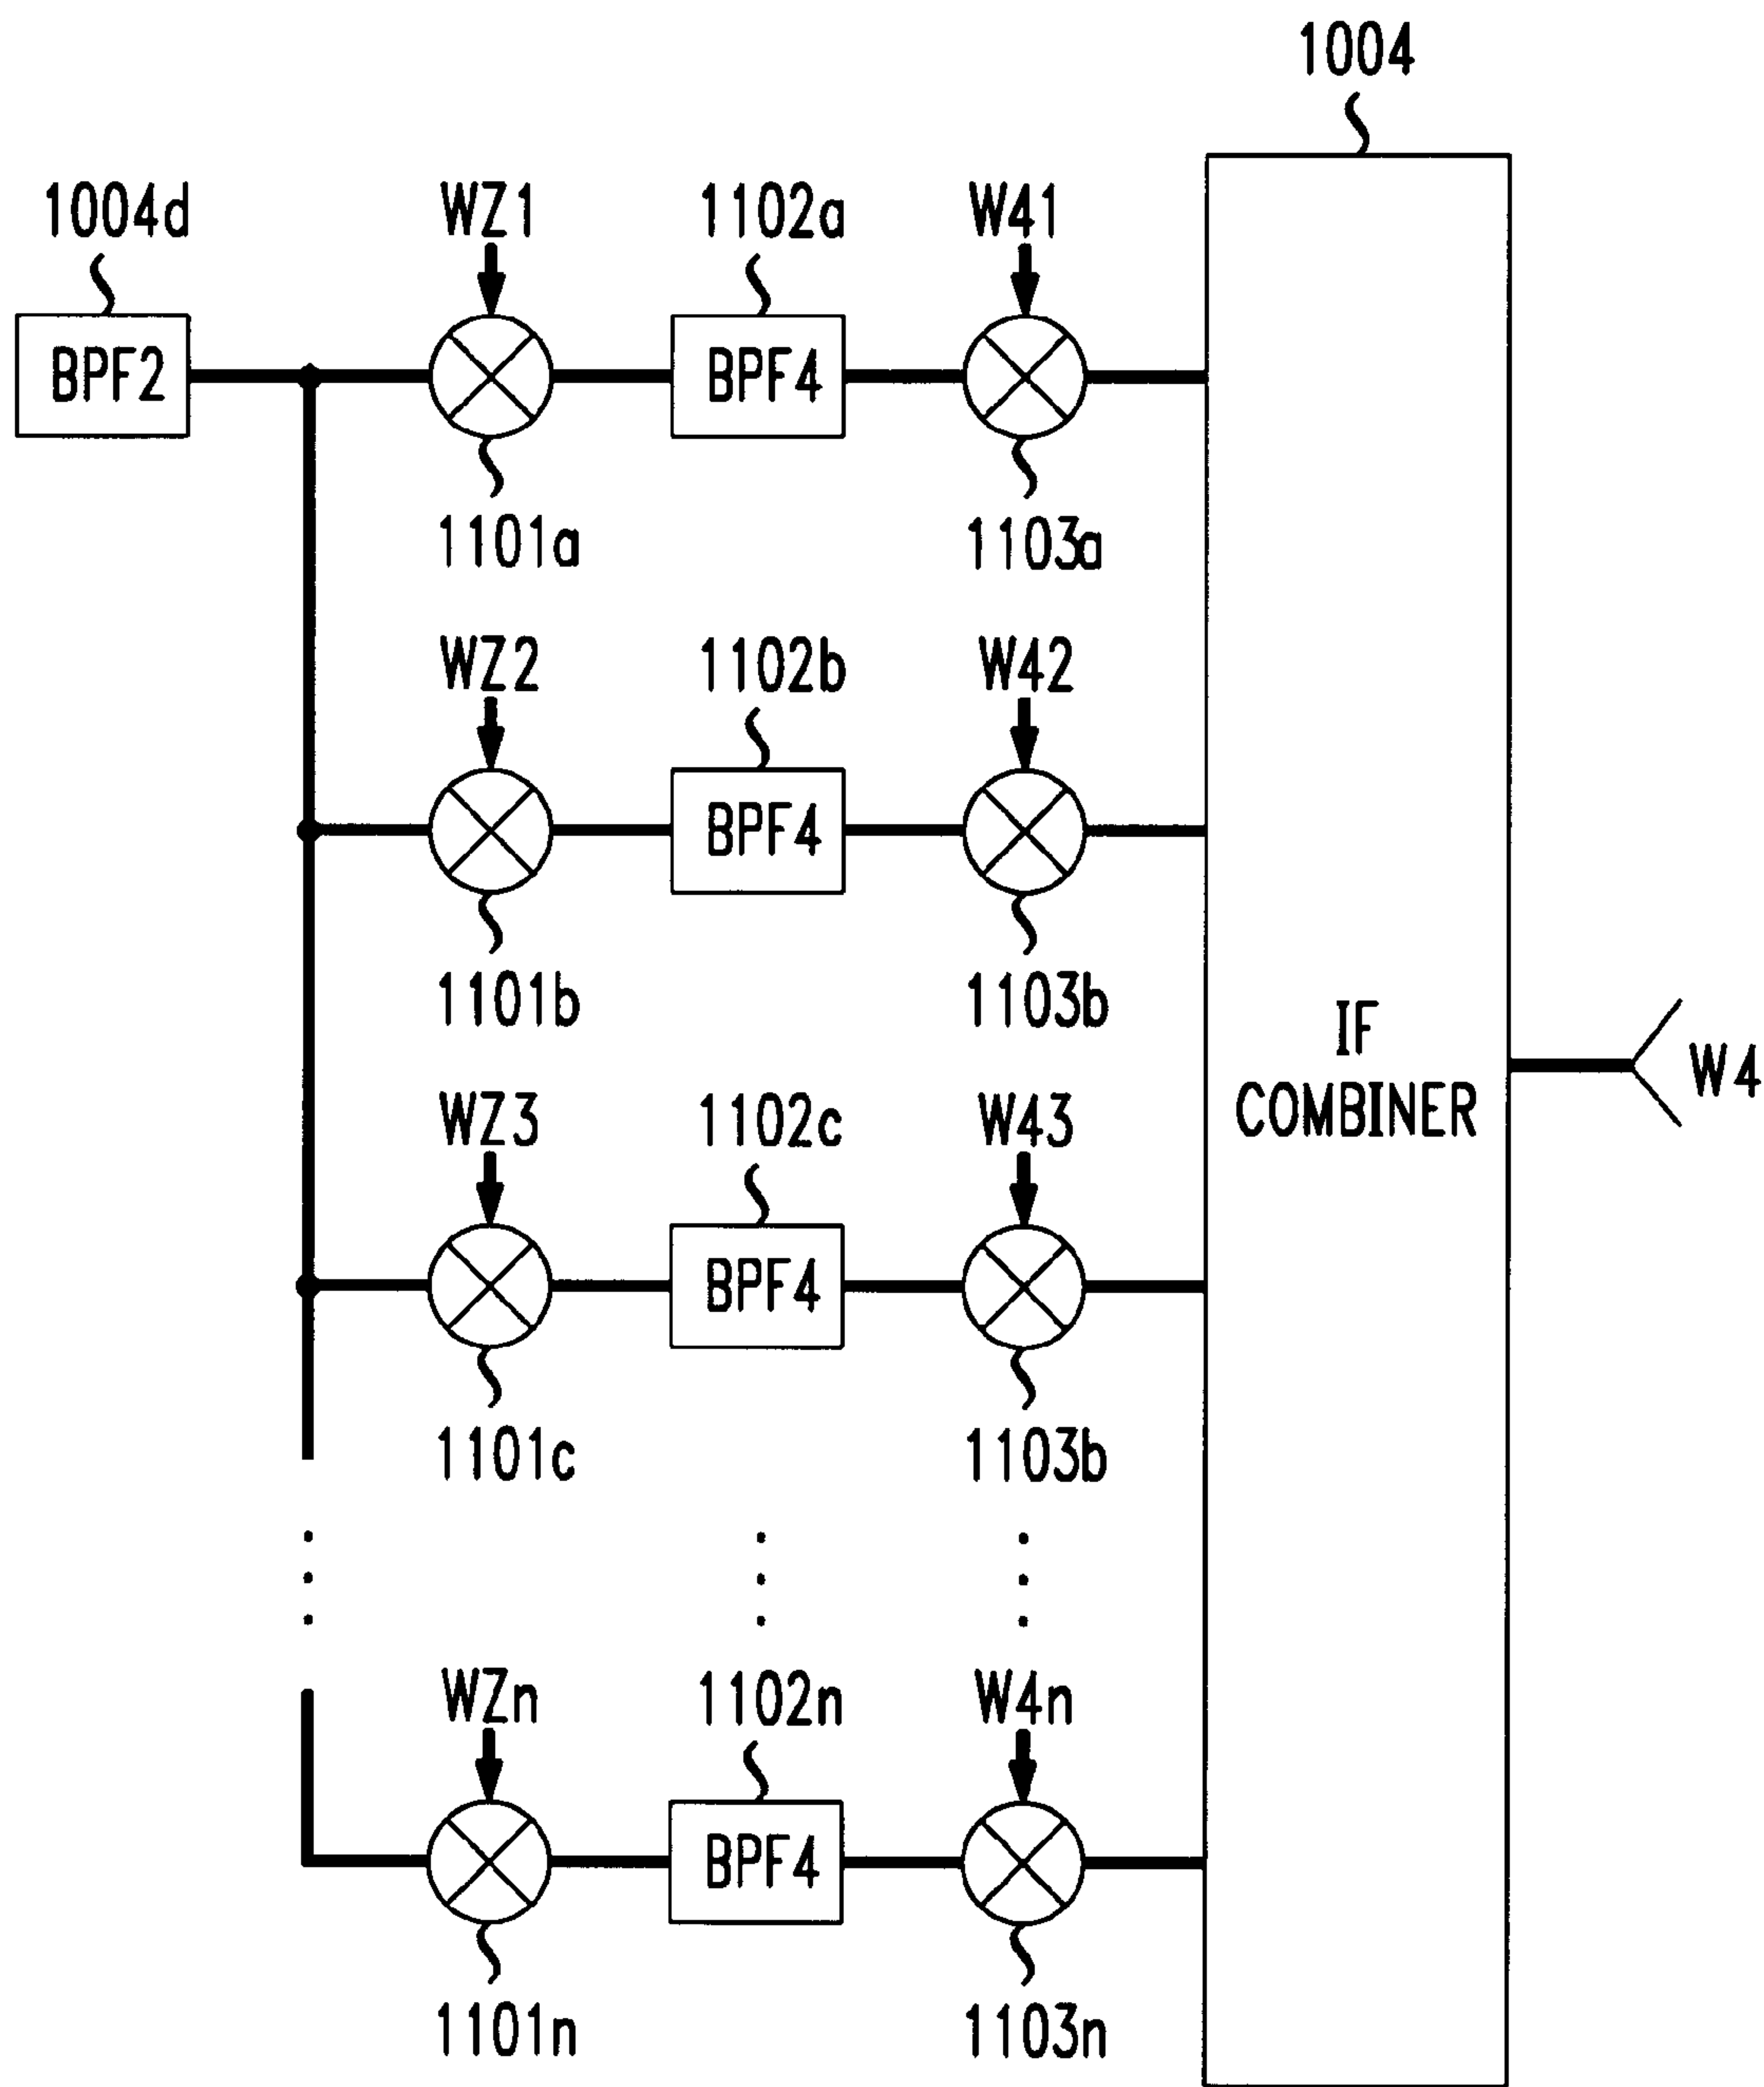 1004
1004d WZ1 1102a W41
BPF2 BPF4
1101a 1103a
WZ2 1102b W42
BPF4
1101b 1103b
IF
COMBINER
W4
WZ3 1102c W43
BPF4
1101c 1103b
WZn 1102n W4n
BPF4
1101n 1103n